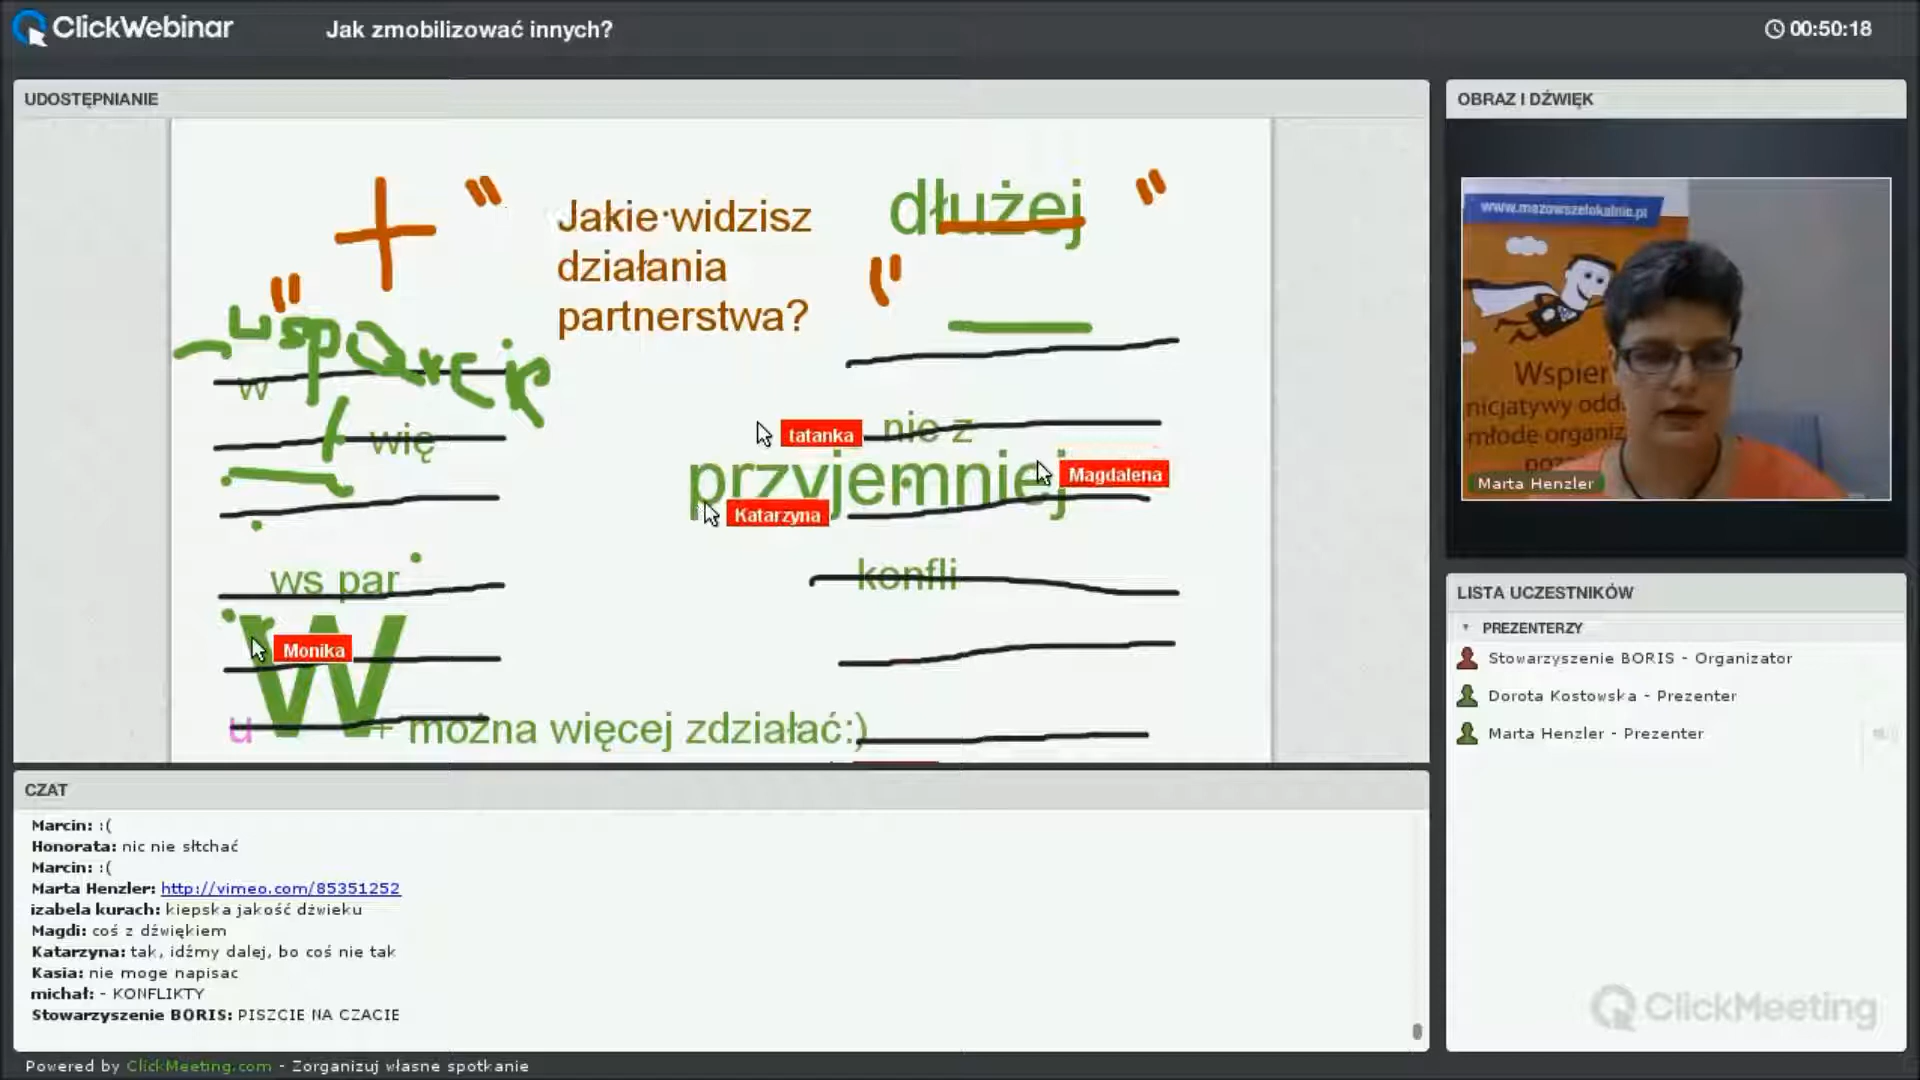 ClickWebinar
Jak zmobilizować innych?
00:50:18
UDOSTĘPNIANIE
+
Jakie widzisz
działania
partnerstwa?
dłużej
wsparcie
w
wię
nie z
tatanka
przyjemniej
Magdalena
Katarzyna
ws par
konfli
W
Monika
u
+ można więcej zdziałać:)
OBRAZ I DŹWIĘK
www.mazowszelokalnie.pl
Wspier
nicjatywy odd
młode organiz
poza
Marta Henzler
LISTA UCZESTNIKÓW
PREZENTERZY
Stowarzyszenie BORIS - Organizator
Dorota Kostowska - Prezenter
Marta Henzler - Prezenter
CZAT
Marcin: :(
Honorata: nic nie słtchać
Marcin: :(
Marta Henzler: http://vimeo.com/85351252
izabela kurach: kiepska jakość dżwieku
Magdi: coś z dźwiękiem
Katarzyna: tak, idźmy dalej, bo coś nie tak
Kasia: nie moge napisac
michał: - KONFLIKTY
Stowarzyszenie BORIS: PISZCIE NA CZACIE
ClickMeeting
Powered by ClickMeeting.com - Zorganizuj własne spotkanie